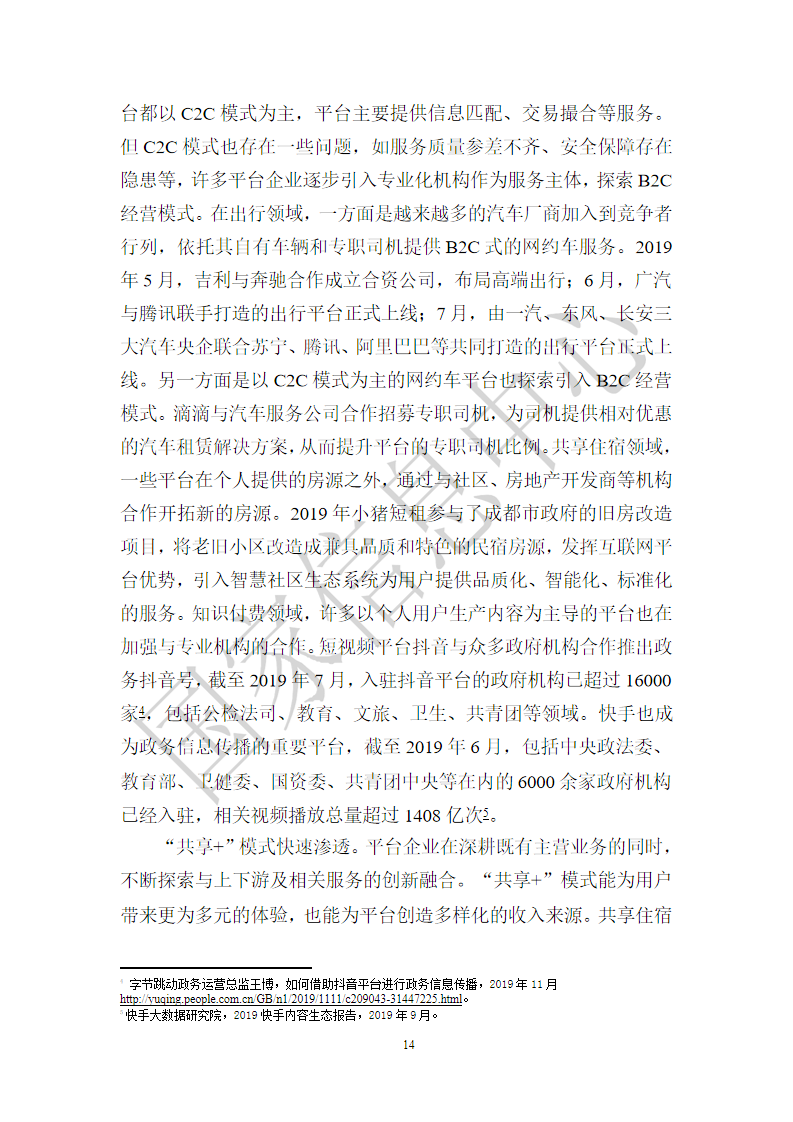 台都以 C2C 模式为主，平台主要提供信息匹配、交易撮合等服务。
但 C2C 模式也存在一些问题，如服务质量参差不齐、安全保障存在
隐患等，许多平台企业逐步引入专业化机构作为服务主体，探索 B2C
经营模式。在出行领域，一方面是越来越多的汽车厂商加入到竞争者
行列，依托其自有车辆和专职司机提供 B2C 式的网约车服务。2019
年 5 月，吉利与奔驰合作成立合资公司，布局高端出行；6 月，广汽
与腾讯联手打造的出行平台正式上线；7 月，由一汽、东风、长安三
大汽车央企联合苏宁、腾讯、阿里巴巴等共同打造的出行平台正式上
线。另一方面是以 C2C 模式为主的网约车平台也探索引入 B2C 经营
模式。滴滴与汽车服务公司合作招募专职司机，为司机提供相对优惠
的汽车租赁解决方案，从而提升平台的专职司机比例。共享住宿领域，
一些平台在个人提供的房源之外，通过与社区、房地产开发商等机构
合作开拓新的房源。2019 年小猪短租参与了成都市政府的旧房改造
项目，将老旧小区改造成兼具品质和特色的民宿房源，发挥互联网平
台优势，引入智慧社区生态系统为用户提供品质化、智能化、标准化
的服务。知识付费领域，许多以个人用户生产内容为主导的平台也在
加强与专业机构的合作。短视频平台抖音与众多政府机构合作推出政
务抖音号，截至 2019 年 7 月，入驻抖音平台的政府机构已超过 16000
家4，包括公检法司、教育、文旅、卫生、共青团等领域。快手也成
为政务信息传播的重要平台，截至 2019 年 6 月，包括中央政法委、
教育部、卫健委、国资委、共青团中央等在内的 6000 余家政府机构
已经入驻，相关视频播放总量超过 1408 亿次5。
“共享+”模式快速渗透。平台企业在深耕既有主营业务的同时，
不断探索与上下游及相关服务的创新融合。“共享+”模式能为用户
带来更为多元的体验，也能为平台创造多样化的收入来源。共享住宿
4 字节跳动政务运营总监王博，如何借助抖音平台进行政务信息传播，2019 年 11 月
http://yuqing.people.com.cn/GB/n1/2019/1111/c209043-31447225.html。
5 快手大数据研究院，2019 快手内容生态报告，2019 年 9 月。
14
国家信息中心